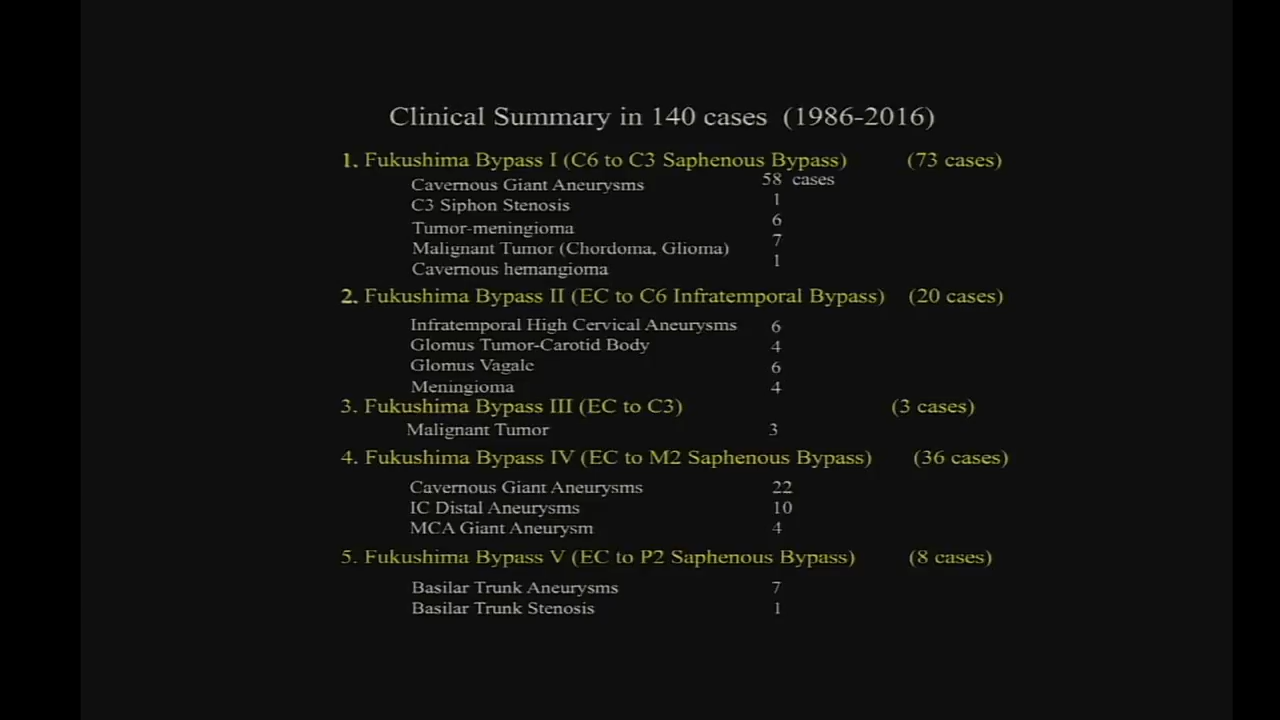 Clinical Summary in 140 cases (1986-2016)
1. Fukushima Bypass I (C6 to C3 Saphenous Bypass) (73 cases)
Cavernous Giant Aneurysms 58 cases
C3 Siphon Stenosis 1
Tumor-meningioma 6
Malignant Tumor (Chordoma, Glioma) 7
Cavernous hemangioma 1
2. Fukushima Bypass II (EC to C6 Infratemporal Bypass) (20 cases)
Infratemporal High Cervical Aneurysms 6
Glomus Tumor-Carotid Body 4
Glomus Vagale 6
Meningioma 4
3. Fukushima Bypass III (EC to C3) (3 cases)
Malignant Tumor 3
4. Fukushima Bypass IV (EC to M2 Saphenous Bypass) (36 cases)
Cavernous Giant Aneurysms 22
IC Distal Aneurysms 10
MCA Giant Aneurysm 4
5. Fukushima Bypass V (EC to P2 Saphenous Bypass) (8 cases)
Basilar Trunk Aneurysms 7
Basilar Trunk Stenosis 1